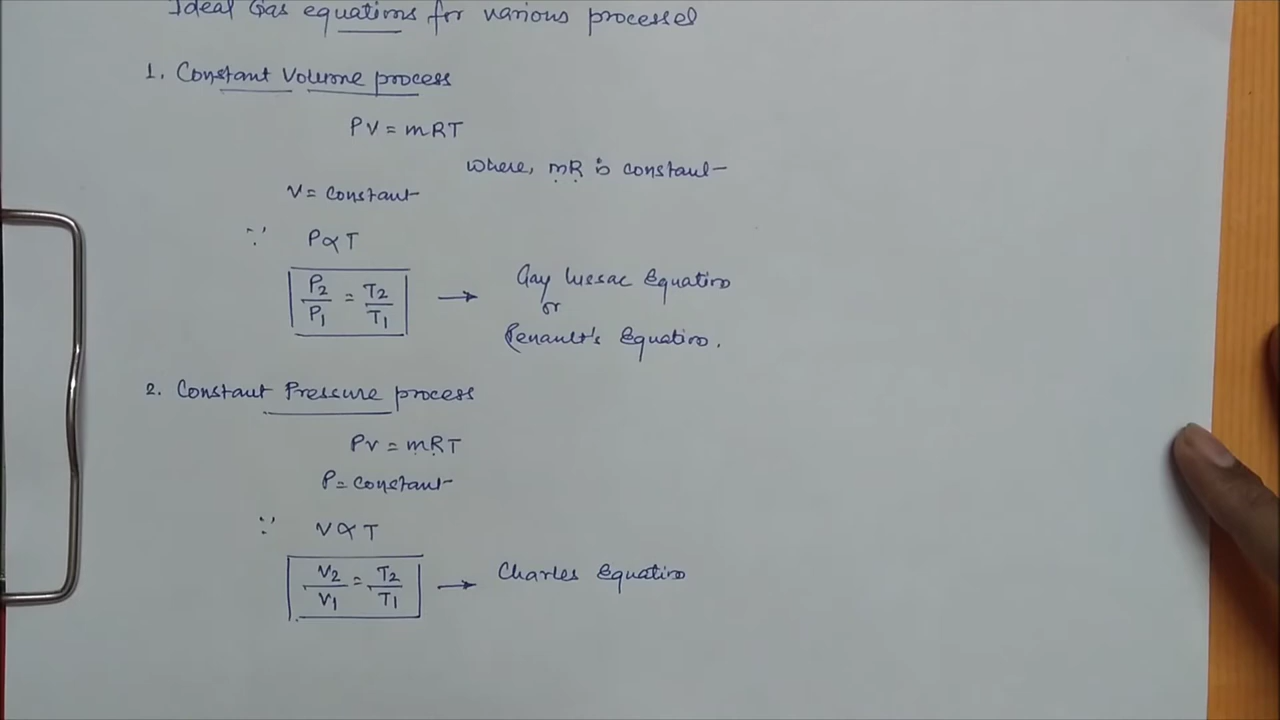 Ideal Gas equations for various processes
1. Constant Volume process
PV = mRT
where, mR is constant
V = constant
∵ P ∝ T
P2/P1 = T2/T1 → Gay lussac Equation
or
Renault's Equation.
2. Constant Pressure process
PV = mRT
P = constant
∵ V ∝ T
V2/V1 = T2/T1 → Charles Equation